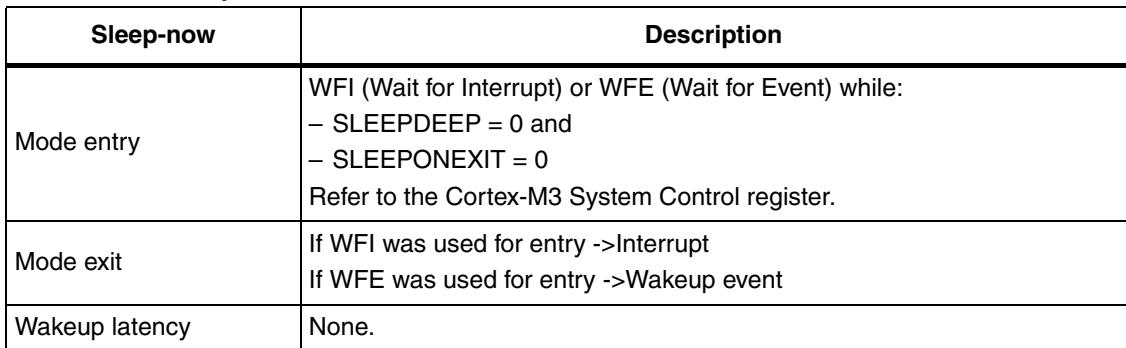 Sleep-now Description
WFI (Wait for Interrupt) or WFE (Wait for Event) while:
– SLEEPDEEP = 0 and
Mode entry
– SLEEPONEXIT = 0
Refer to the Cortex-M3 System Control register.
If WFI was used for entry ->Interrupt
Mode exit
If WFE was used for entry ->Wakeup event
Wakeup latency None.